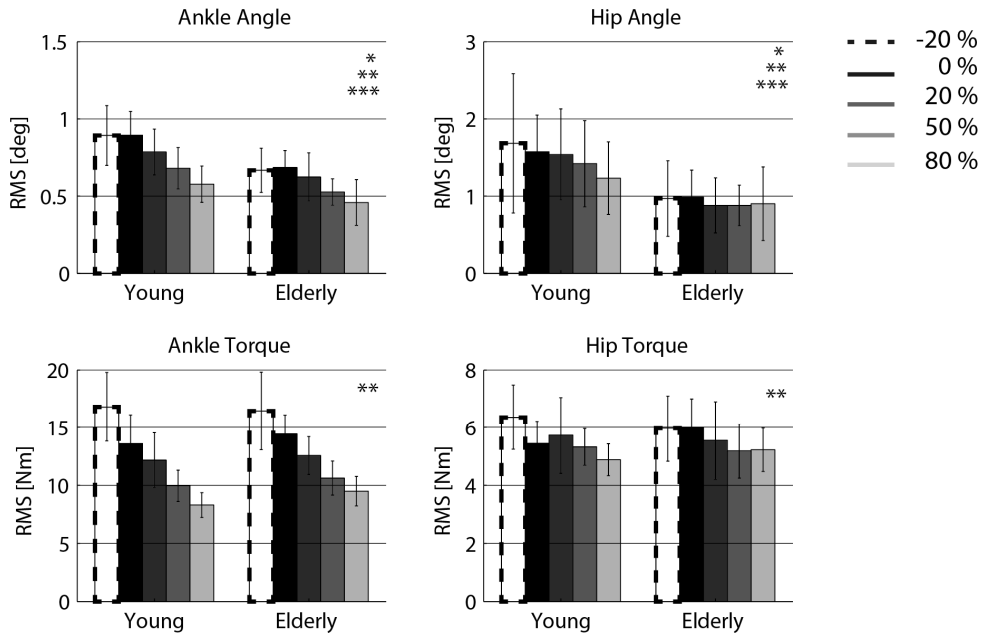 Ankle Angle
RMS [deg]
1.5
1
0.5
0
*
**
***
Young
Elderly
Hip Angle
RMS [deg]
3
2
1
0
*
**
***
Young
Elderly
-20 %
0 %
20 %
50 %
80 %
Ankle Torque
RMS [Nm]
20
15
10
5
0
**
Young
Elderly
Hip Torque
RMS [Nm]
8
6
4
2
0
**
Young
Elderly